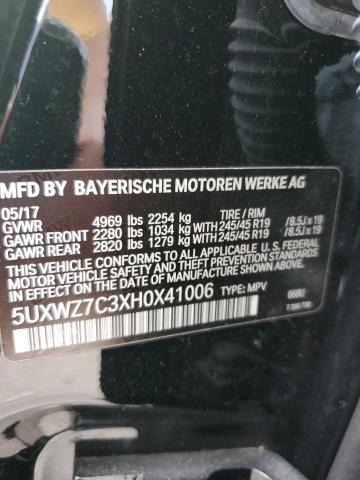 MFD BY BAYERISCHE MOTOREN WERKE AG
05/17 TIRE / RIM
GVWR 4969 lbs 2254 kg
GAWR FRONT 2280 lbs 1034 kg WITH 245/45 R19 / 8.5J x 19
GAWR REAR 2820 lbs 1279 kg WITH 245/45 R19 / 8.5J x 19
THIS VEHICLE CONFORMS TO ALL APPLICABLE FEDERAL
MOTOR VEHICLE SAFETY STANDARDS IN EFFECT ON THE
DATE OF MANUFACTURE SHOWN ABOVE.
5UXWZ7C3XH0X41006 TYPE: MPV